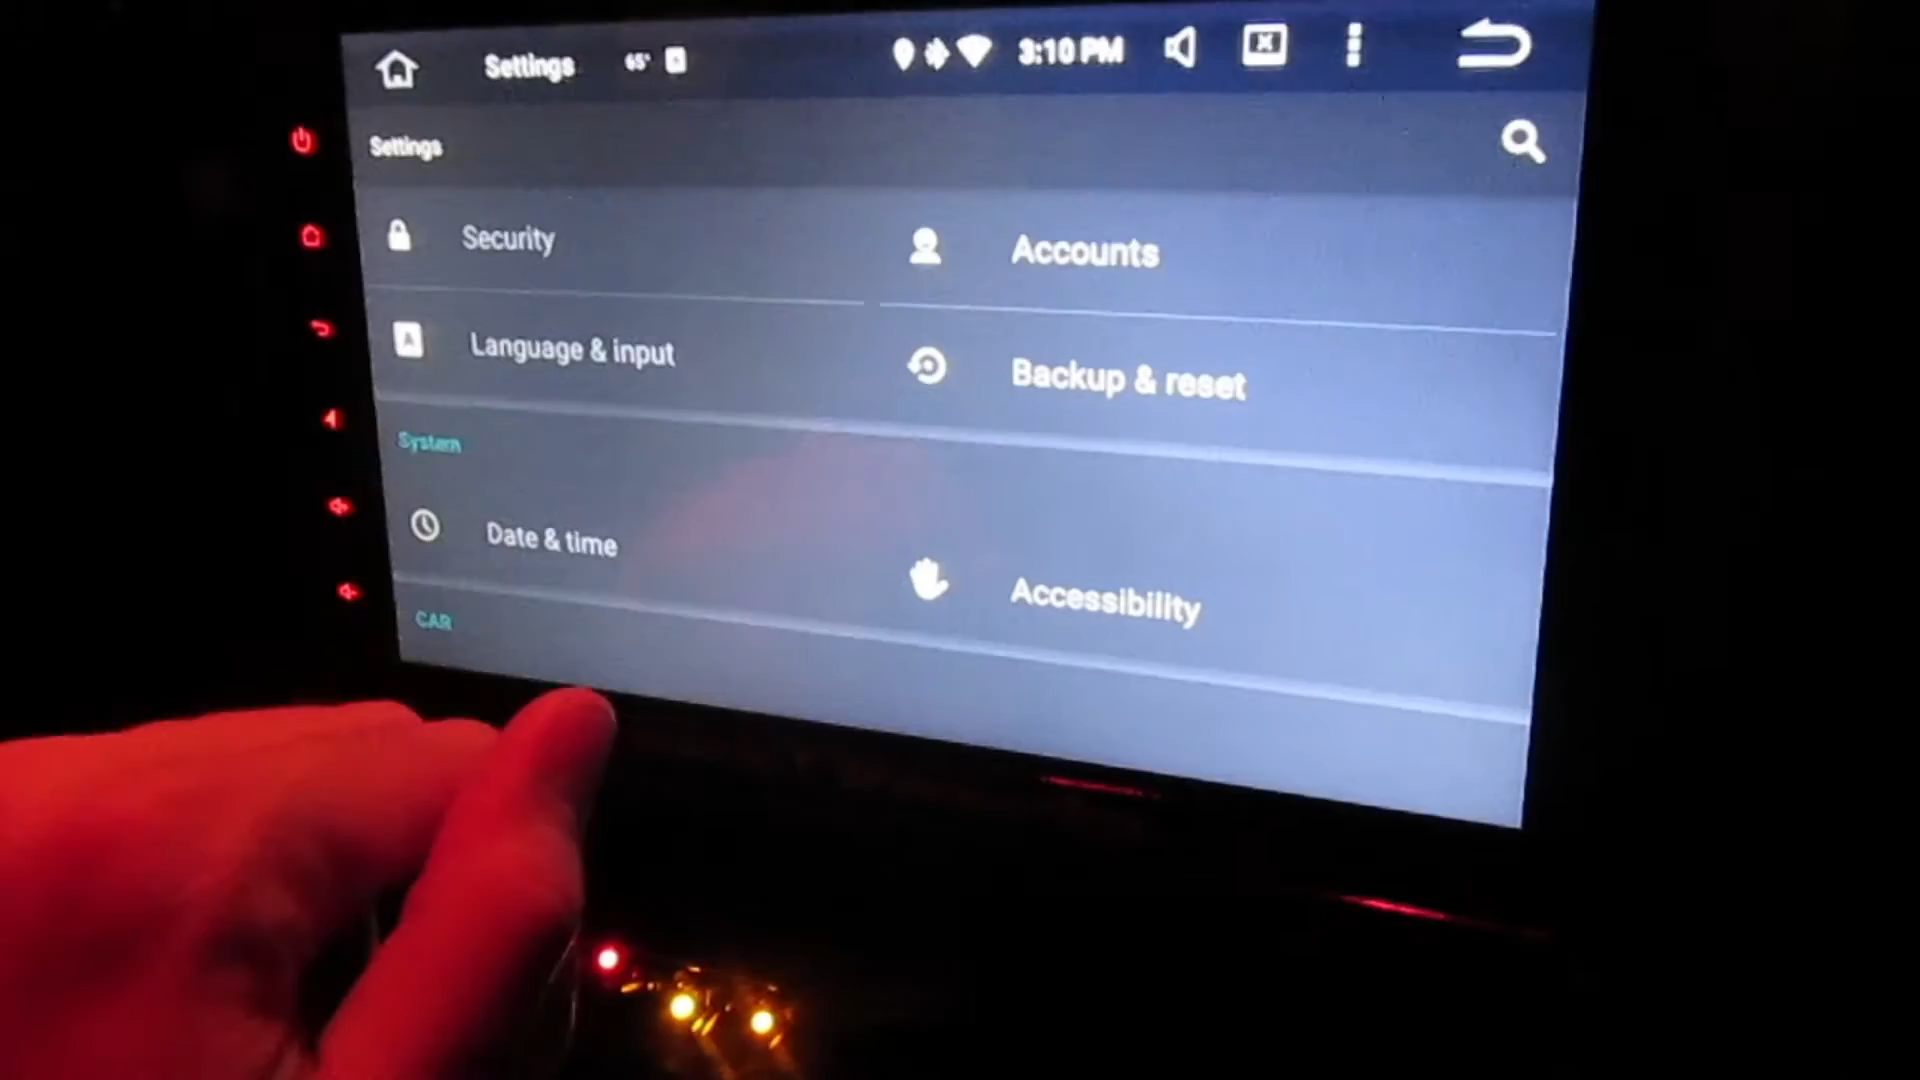 Settings 65° 3:10 PM
Settings
Security Accounts
Language & input Backup & reset
System
Date & time Accessibility
CAR